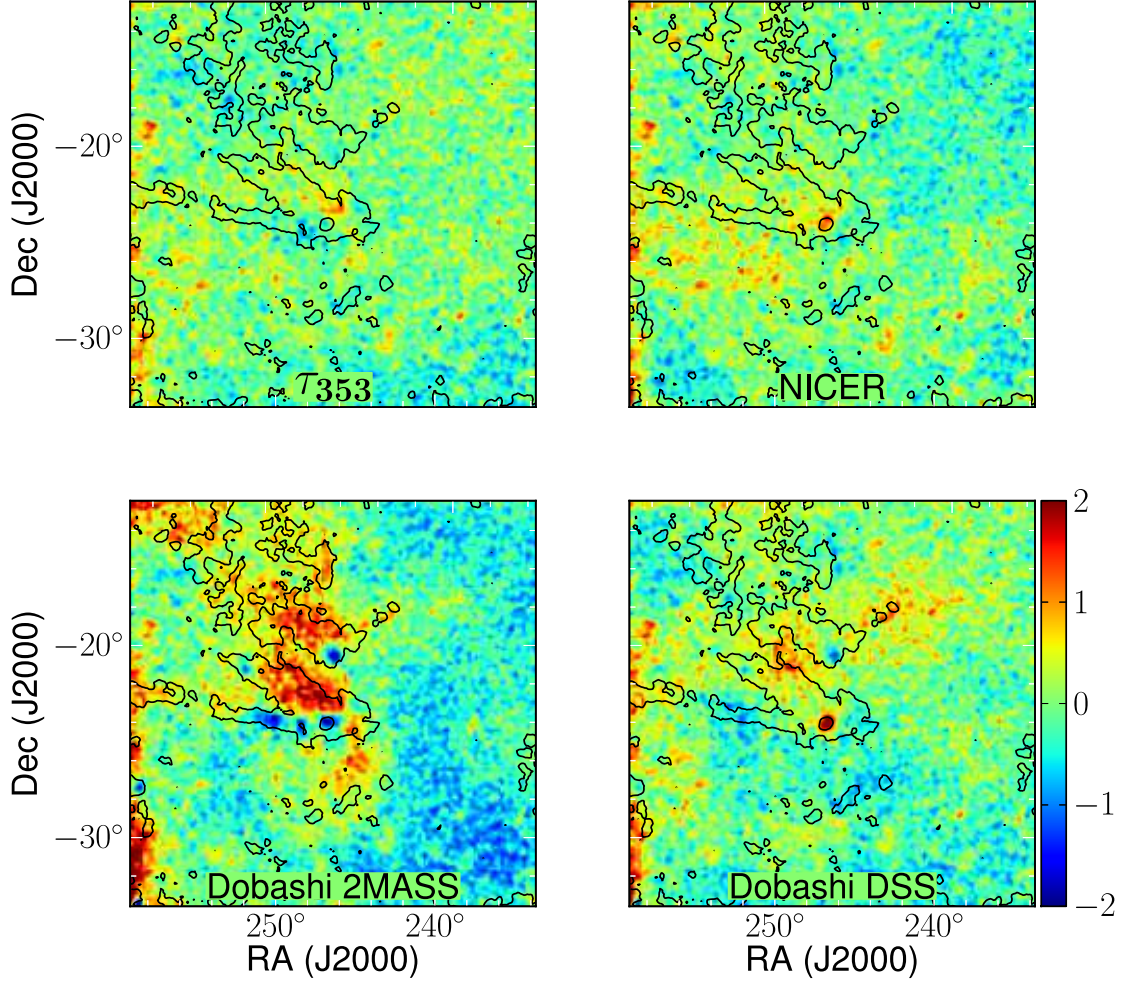 Dec (J2000)
−20°
−30°
τ353
NICER
Dec (J2000)
−20°
−30°
Dobashi 2MASS
Dobashi DSS
2
1
0
−1
−2
250°
240°
250°
240°
RA (J2000)
RA (J2000)